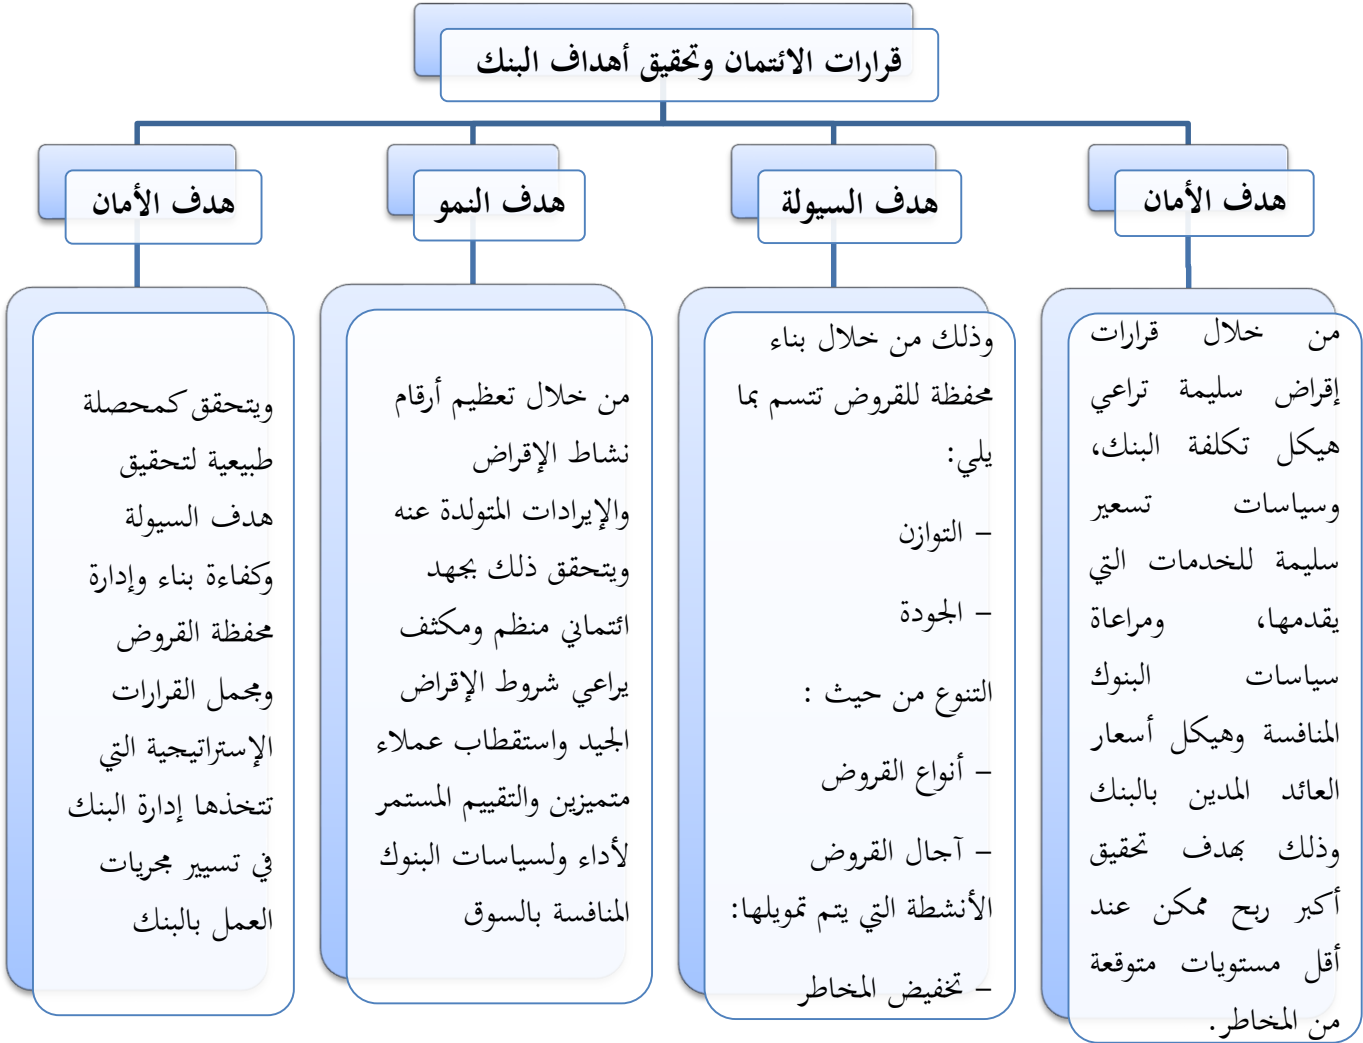 قرارات الائتمان وتحقيق أهداف البنك
هدف الأمان
من خلال قرارات
إقراض سليمة تراعي
هيكل تكلفة البنك،
وسياسات تسعير
سليمة للخدمات التي
يقدمها، ومراعاة
سياسات البنوك
المنافسة وهيكل أسعار
العائد المدين بالبنك
وذلك بهدف تحقيق
أكبر ربح ممكن عند
أقل مستويات متوقعة
من المخاطر.
هدف السيولة
وذلك من خلال بناء
محفظة للقروض تتسم بما
يلي:
– التوازن
– الجودة
التنوع من حيث :
– أنواع القروض
– آجال القروض
الأنشطة التي يتم تمويلها:
– تخفيض المخاطر
هدف النمو
من خلال تعظيم أرقام
نشاط الإقراض
والإيرادات المتولدة عنه
ويتحقق ذلك بجهد
ائتماني منظم ومكثف
يراعي شروط الإقراض
الجيد واستقطاب عملاء
متميزين والتقييم المستمر
لأداء ولسياسات البنوك
المنافسة بالسوق
هدف الأمان
ويتحقق كمحصلة
طبيعية لتحقيق
هدف السيولة
وكفاءة بناء وإدارة
محفظة القروض
ومجمل القرارات
الإستراتيجية التي
تتخذها إدارة البنك
في تسيير مجريات
العمل بالبنك